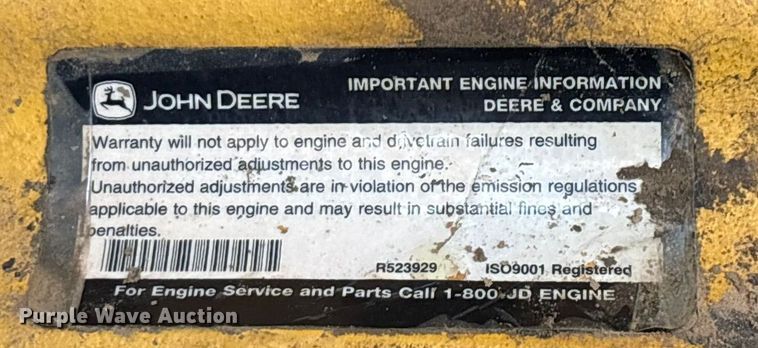 JOHN DEERE
IMPORTANT ENGINE INFORMATION
DEERE & COMPANY
Warranty will not apply to engine and drivetrain failures resulting
from unauthorized adjustments to this engine.
Unauthorized adjustments are in violation of the emission regulations
applicable to this engine and may result in substantial fines and
penalties.
R523929 ISO9001 Registered
For Engine Service and Parts Call 1-800 JD ENGINE
Purple Wave Auction